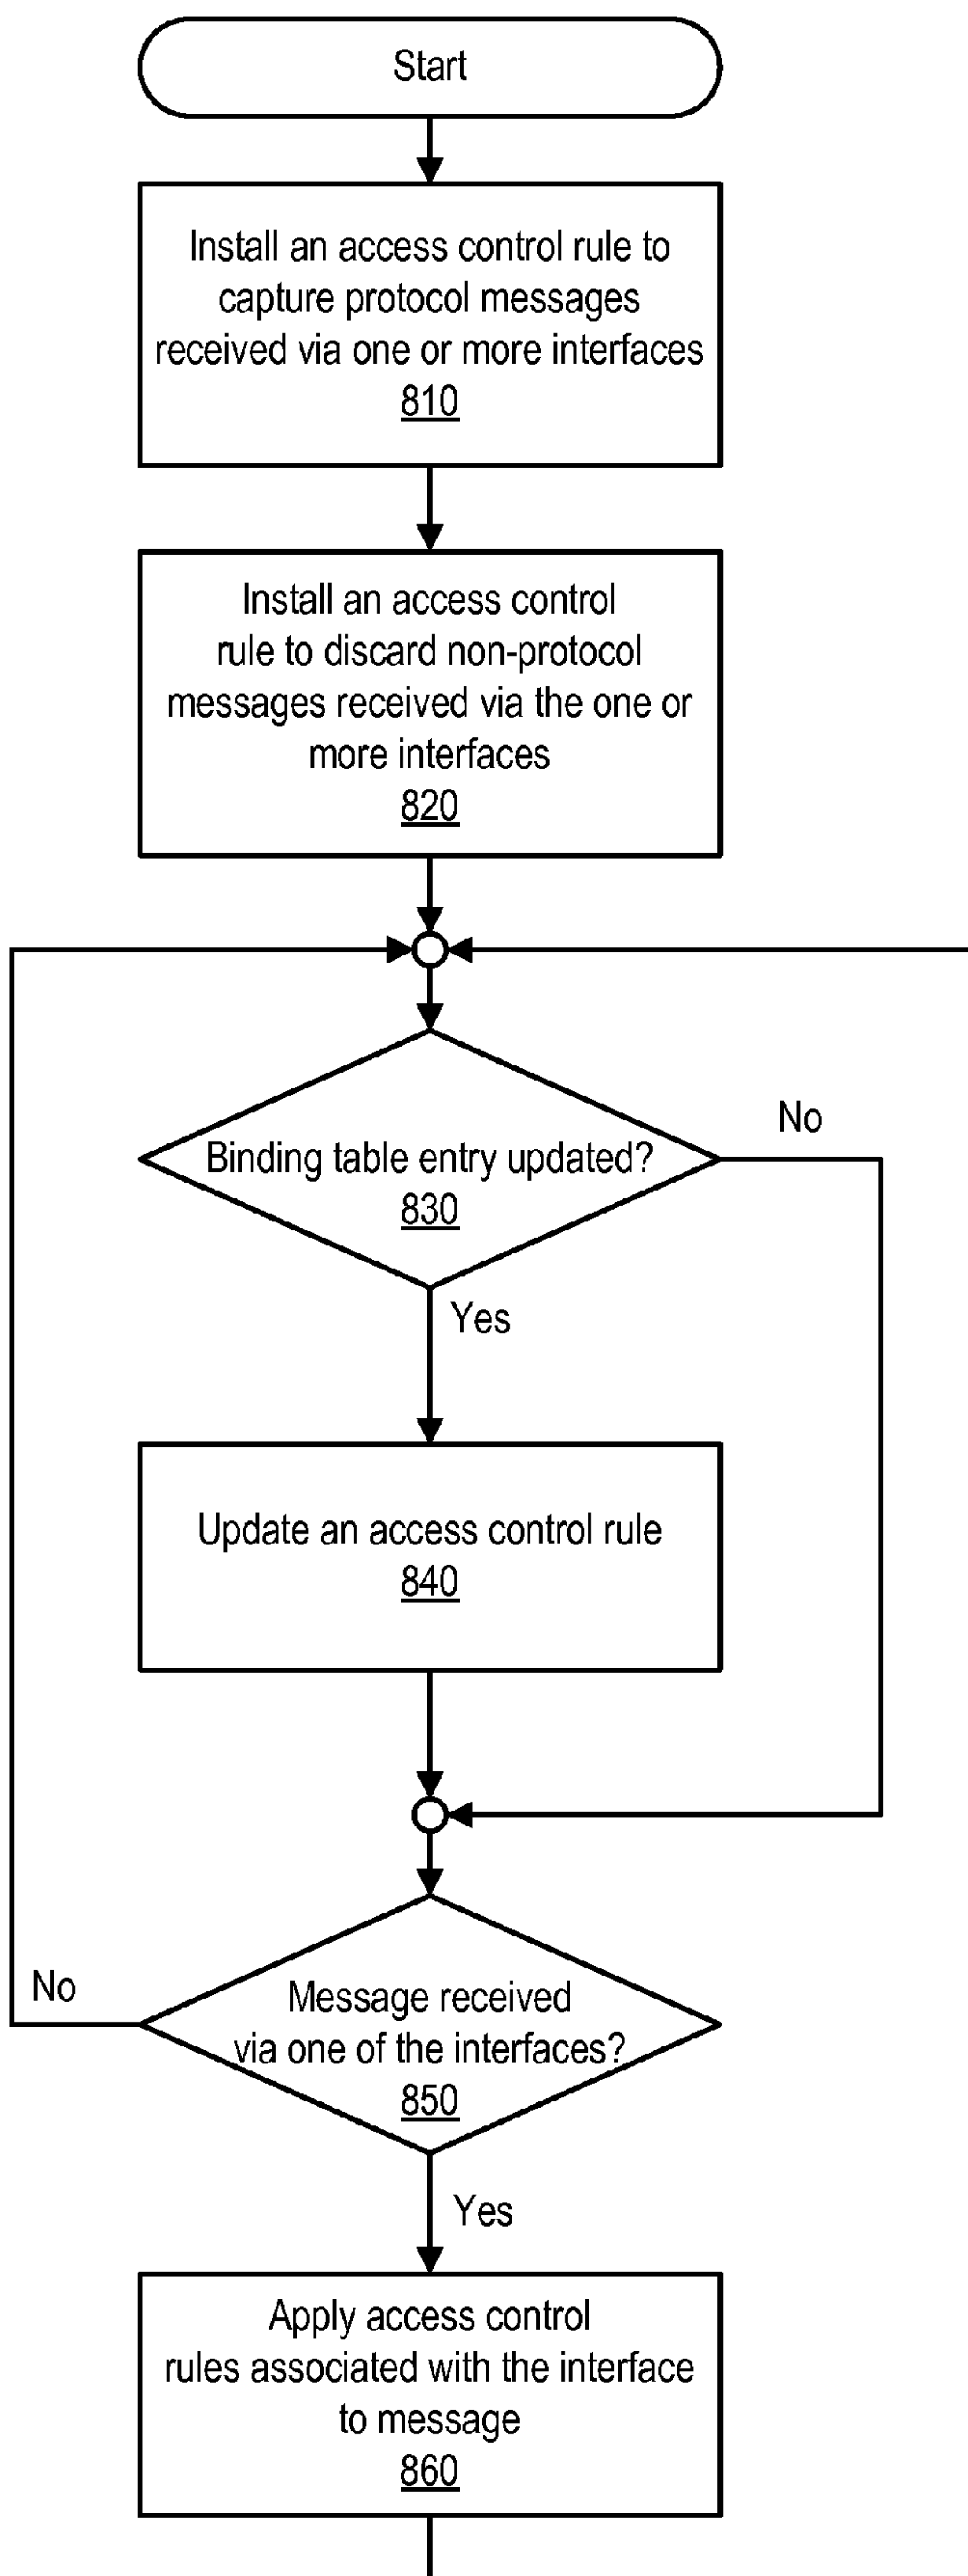 Start
Install an access control rule to
capture protocol messages
received via one or more interfaces
810
Install an access control
rule to discard non-protocol
messages received via the one or
more interfaces
820
Binding table entry updated?
830
No
Yes
Update an access control rule
840
No
Message received
via one of the interfaces?
850
Yes
Apply access control
rules associated with the interface
to message
860